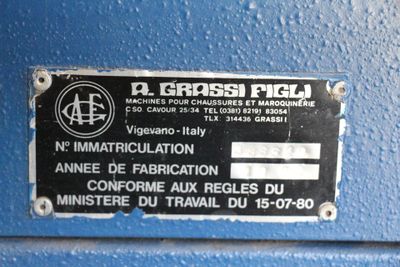 A. GRASSI FIGLI
MACHINES POUR CHAUSSURES ET MAROQUINERIE
C SO CAVOUR 25/34 TEL (0381) 82191 83054
TLX: 314436 GRASSI I
Vigevano - Italy
N° IMMATRICULATION
ANNEE DE FABRICATION
CONFORME AUX REGLES DU
MINISTERE DU TRAVAIL DU 15-07-80